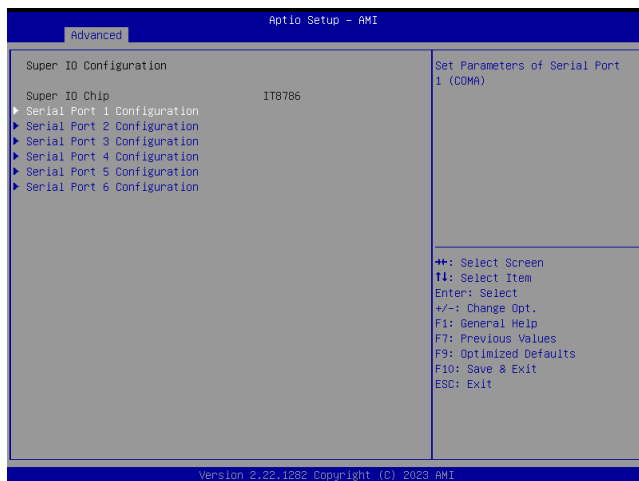 Aptio Setup - AMI
Advanced
Super IO Configuration
Super IO Chip IT8786
Serial Port 1 Configuration
Serial Port 2 Configuration
Serial Port 3 Configuration
Serial Port 4 Configuration
Serial Port 5 Configuration
Serial Port 6 Configuration
Set Parameters of Serial Port
1 (COMA)
→←: Select Screen
↑↓: Select Item
Enter: Select
+/-: Change Opt.
F1: General Help
F7: Previous Values
F9: Optimized Defaults
F10: Save & Exit
ESC: Exit
Version 2.22.1282 Copyright (C) 2023 AMI